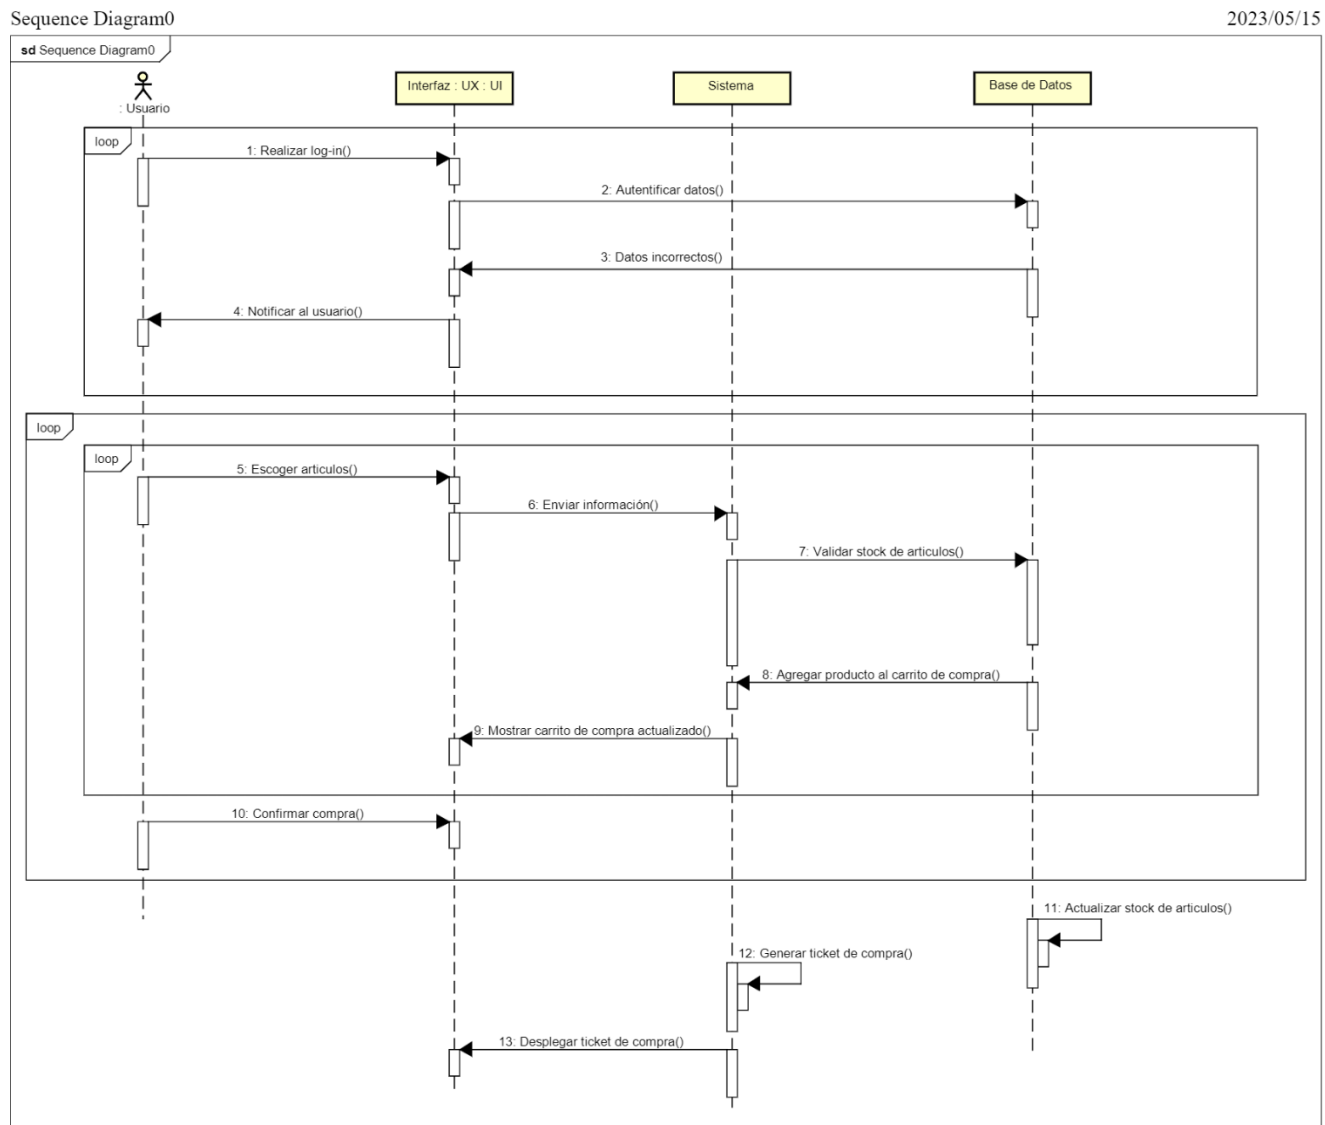 Sequence Diagram0 2023/05/15
sd Sequence Diagram0
: Usuario
Interfaz : UX : UI
Sistema
Base de Datos
loop
1: Realizar log-in()
2: Autentificar datos()
3: Datos incorrectos()
4: Notificar al usuario()
loop
loop
5: Escoger articulos()
6: Enviar información()
7: Validar stock de articulos()
8: Agregar producto al carrito de compra()
9: Mostrar carrito de compra actualizado()
10: Confirmar compra()
11: Actualizar stock de articulos()
12: Generar ticket de compra()
13: Desplegar ticket de compra()